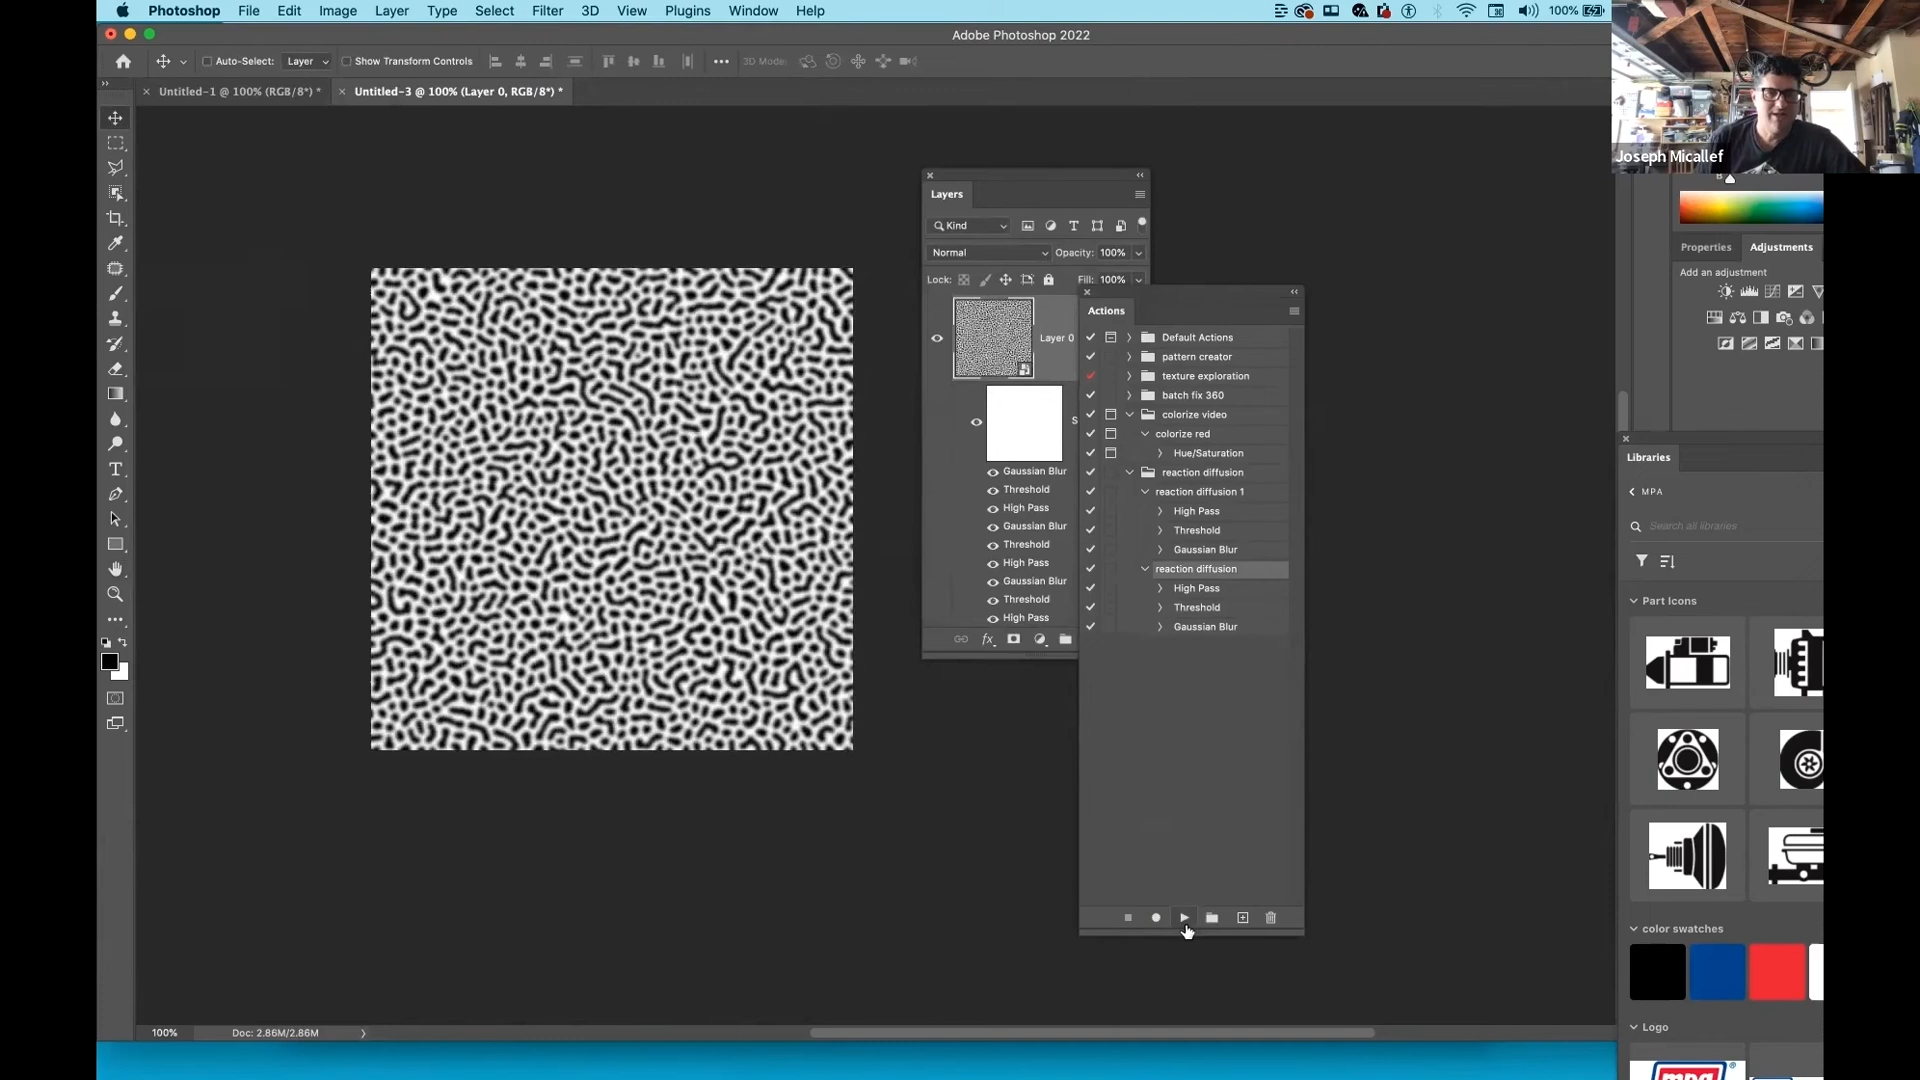 Photoshop File Edit Image Layer Type Select Filter 3D View Plugins Window Help
100%
Adobe Photoshop 2022
Auto-Select: Layer Show Transform Controls 3D Mode:
Untitled-1 @ 100% (RGB/8*) * Untitled-3 @ 100% (Layer 0, RGB/8*) *
Joseph Micallef
Layers
Kind
Normal Opacity: 100%
Lock: Fill: 100%
Layer 0
S
Gaussian Blur
Threshold
High Pass
Gaussian Blur
Threshold
High Pass
Gaussian Blur
Threshold
High Pass
fx
Actions
Default Actions
pattern creator
texture exploration
batch fix 360
colorize video
colorize red
Hue/Saturation
reaction diffusion
reaction diffusion 1
High Pass
Threshold
Gaussian Blur
reaction diffusion
High Pass
Threshold
Gaussian Blur
B
Properties Adjustments
Add an adjustment
Libraries
MPA
Search all libraries
Part Icons
color swatches
Logo
mpa
100% Doc: 2.86M/2.86M